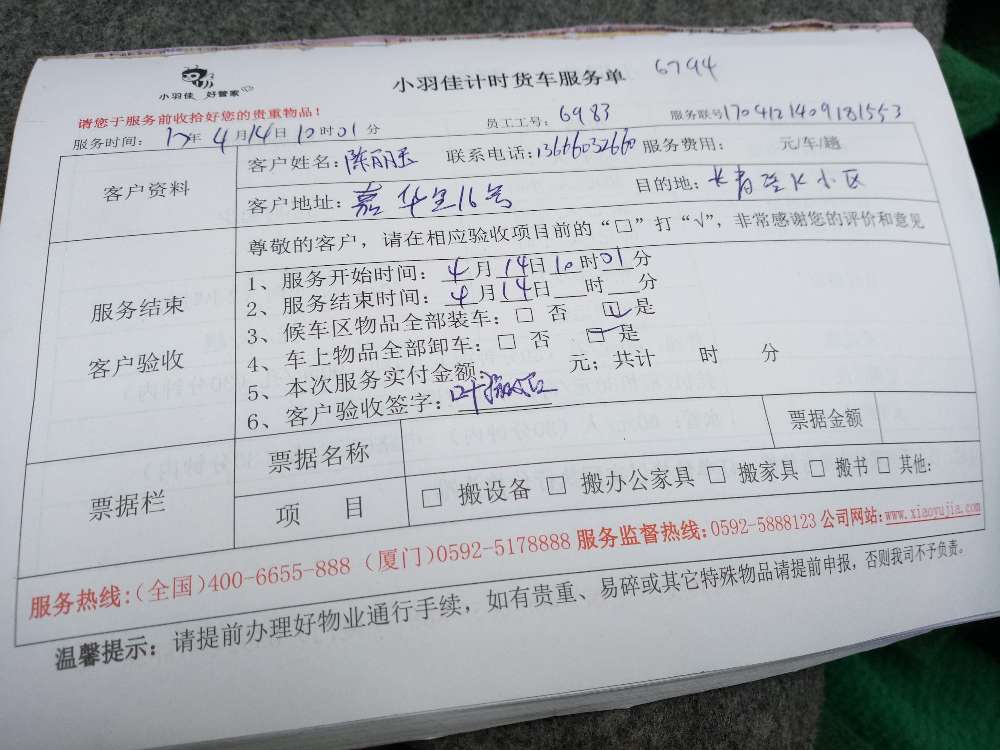 小羽佳 好管家
小羽佳计时货车服务单 6794
请您于服务前收拾好您的贵重物品！
服务时间： 17年 4月14日 10时01分 员工工号： 6983 服务联号170412140918 1553
客户资料
客户姓名：陈丽 联系电话：13666032660 服务费用： 元/车/趟
客户地址：嘉华里16号 目的地：长青 小区
服务结束
客户验收
尊敬的客户，请在相应验收项目前的“□”打“√”，非常感谢您的评价和意见
1、服务开始时间： 4月 14日 10时 01分
2、服务结束时间： 4月 14日 时 分
3、候车区物品全部装车：□ 否 ☑ 是
4、车上物品全部卸车：□ 否 ☑ 是
5、本次服务实付金额： 元；共计 时 分
6、客户验收签字：
票据栏
票据名称 票据金额
项 目 □ 搬设备 □ 搬办公家具 □ 搬家具 □ 搬书 □ 其他：
服务热线：(全国)400-6655-888 (厦门)0592-5178888 服务监督热线：0592-5888123 公司网站：www.xiaoyujia.com
温馨提示：请提前办理好物业通行手续，如有贵重、易碎或其它特殊物品请提前申报，否则我司不予负责。